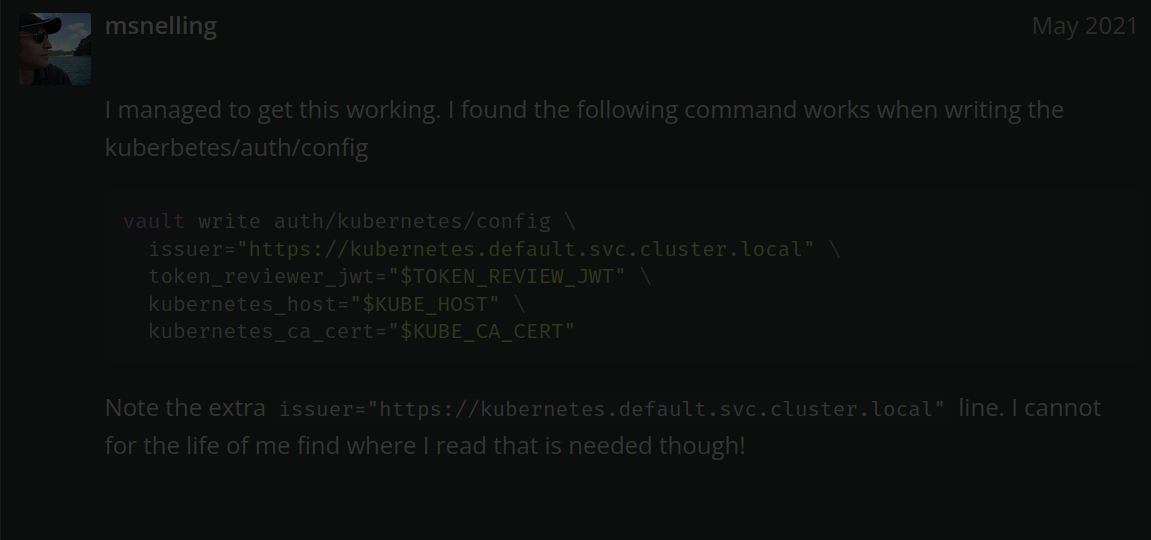 msnelling
May 2021
I managed to get this working. I found the following command works when writing the
kuberbetes/auth/config
vault write auth/kubernetes/config \
  issuer="https://kubernetes.default.svc.cluster.local" \
  token_reviewer_jwt="$TOKEN_REVIEW_JWT" \
  kubernetes_host="$KUBE_HOST" \
  kubernetes_ca_cert="$KUBE_CA_CERT"
Note the extra issuer="https://kubernetes.default.svc.cluster.local" line. I cannot
for the life of me find where I read that is needed though!